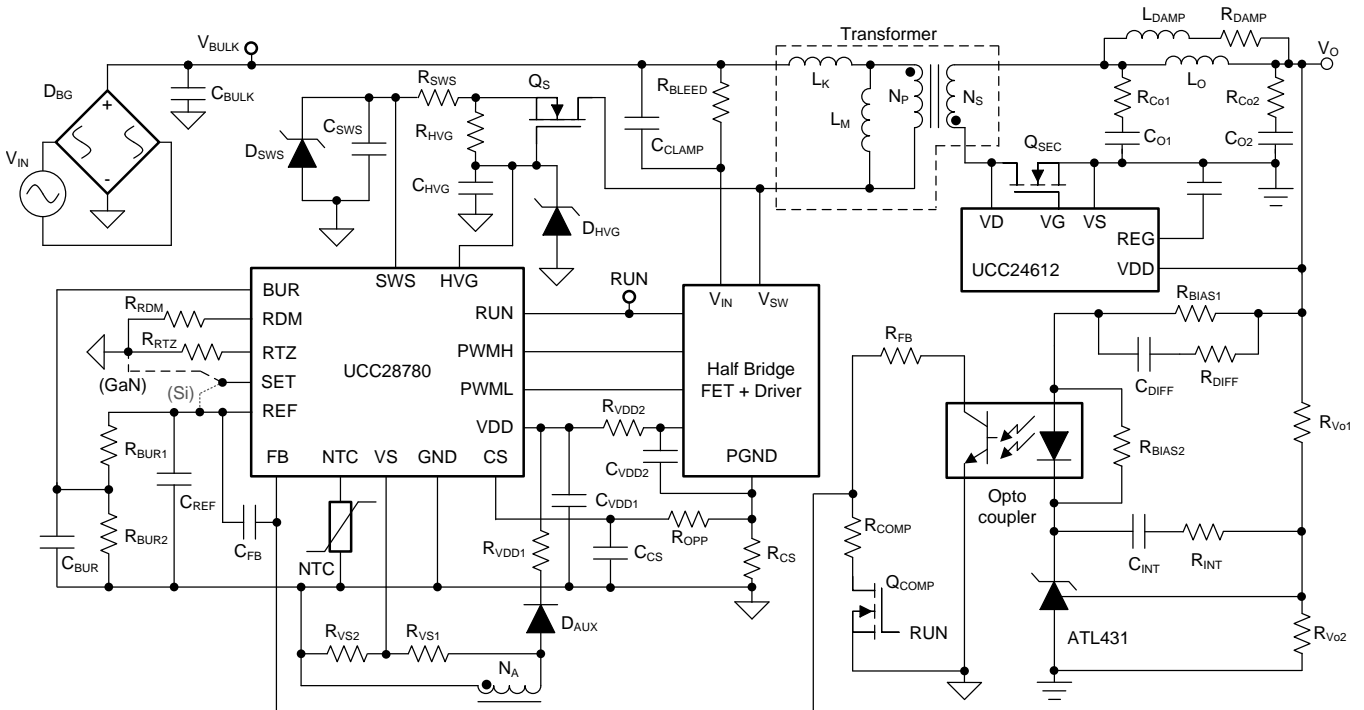 Transformer
LDAMP
RDAMP
VBULK
VO
RSWS
QS
LK
LO
DBG
CBULK
RBLEED
NP
NS
RCo1
RCo2
CSWS
RHVG
LM
DSWS
CCLAMP
QSEC
CO1
CO2
VIN
CHVG
DHVG
VD
VG
VS
REG
UCC24612
VDD
SWS
HVG
RUN
BUR
VIN
VSW
RRDM
RDM
RUN
RBIAS1
RRTZ
RTZ
PWMH
RFB
(GaN)
SET
UCC28780
PWML
Half Bridge
FET + Driver
CDIFF
RDIFF
(Si)
REF
VDD
RVDD2
RVo1
RBUR1
FB
NTC
VS
GND
CS
CVDD2
PGND
RBIAS2
Opto
coupler
CREF
CVDD1
RBUR2
CFB
RVDD1
ROPP
CCS
RCS
RCOMP
CBUR
NTC
CINT
RINT
QCOMP
DAUX
RUN
ATL431
RVS2
RVS1
RVo2
NA